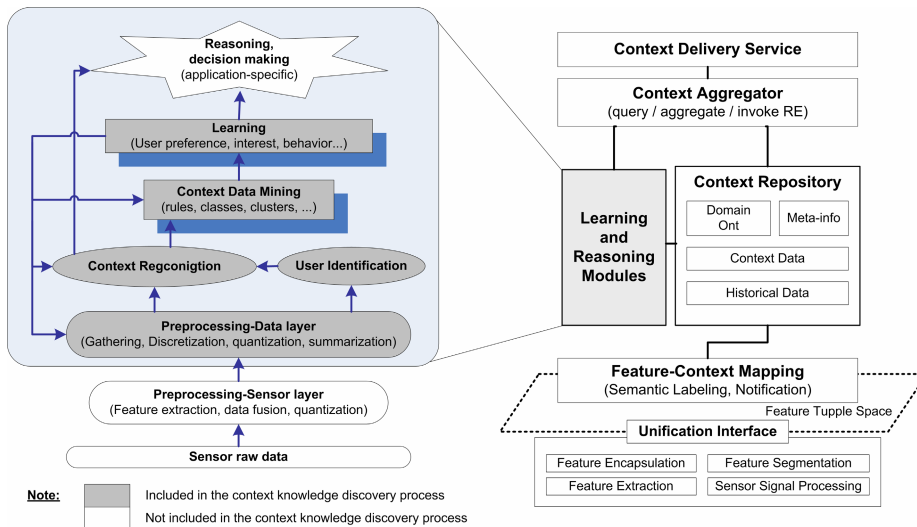 Reasoning,
decision making
(application-specific)
Learning
(User preference, interest, behavior...)
Context Data Mining
(rules, classes, clusters, ...)
Context Regconigtion
User Identification
Preprocessing-Data layer
(Gathering, Discretization, quantization, summarization)
Preprocessing-Sensor layer
(Feature extraction, data fusion, quantization)
Sensor raw data
Note:
Included in the context knowledge discovery process
Not included in the context knowledge discovery process
Context Delivery Service
Context Aggregator
(query / aggregate / invoke RE)
Learning
and
Reasoning
Modules
Context Repository
Domain
Ont
Meta-info
Context Data
Historical Data
Feature-Context Mapping
(Semantic Labeling, Notification)
Feature Tupple Space
Unification Interface
Feature Encapsulation
Feature Segmentation
Feature Extraction
Sensor Signal Processing